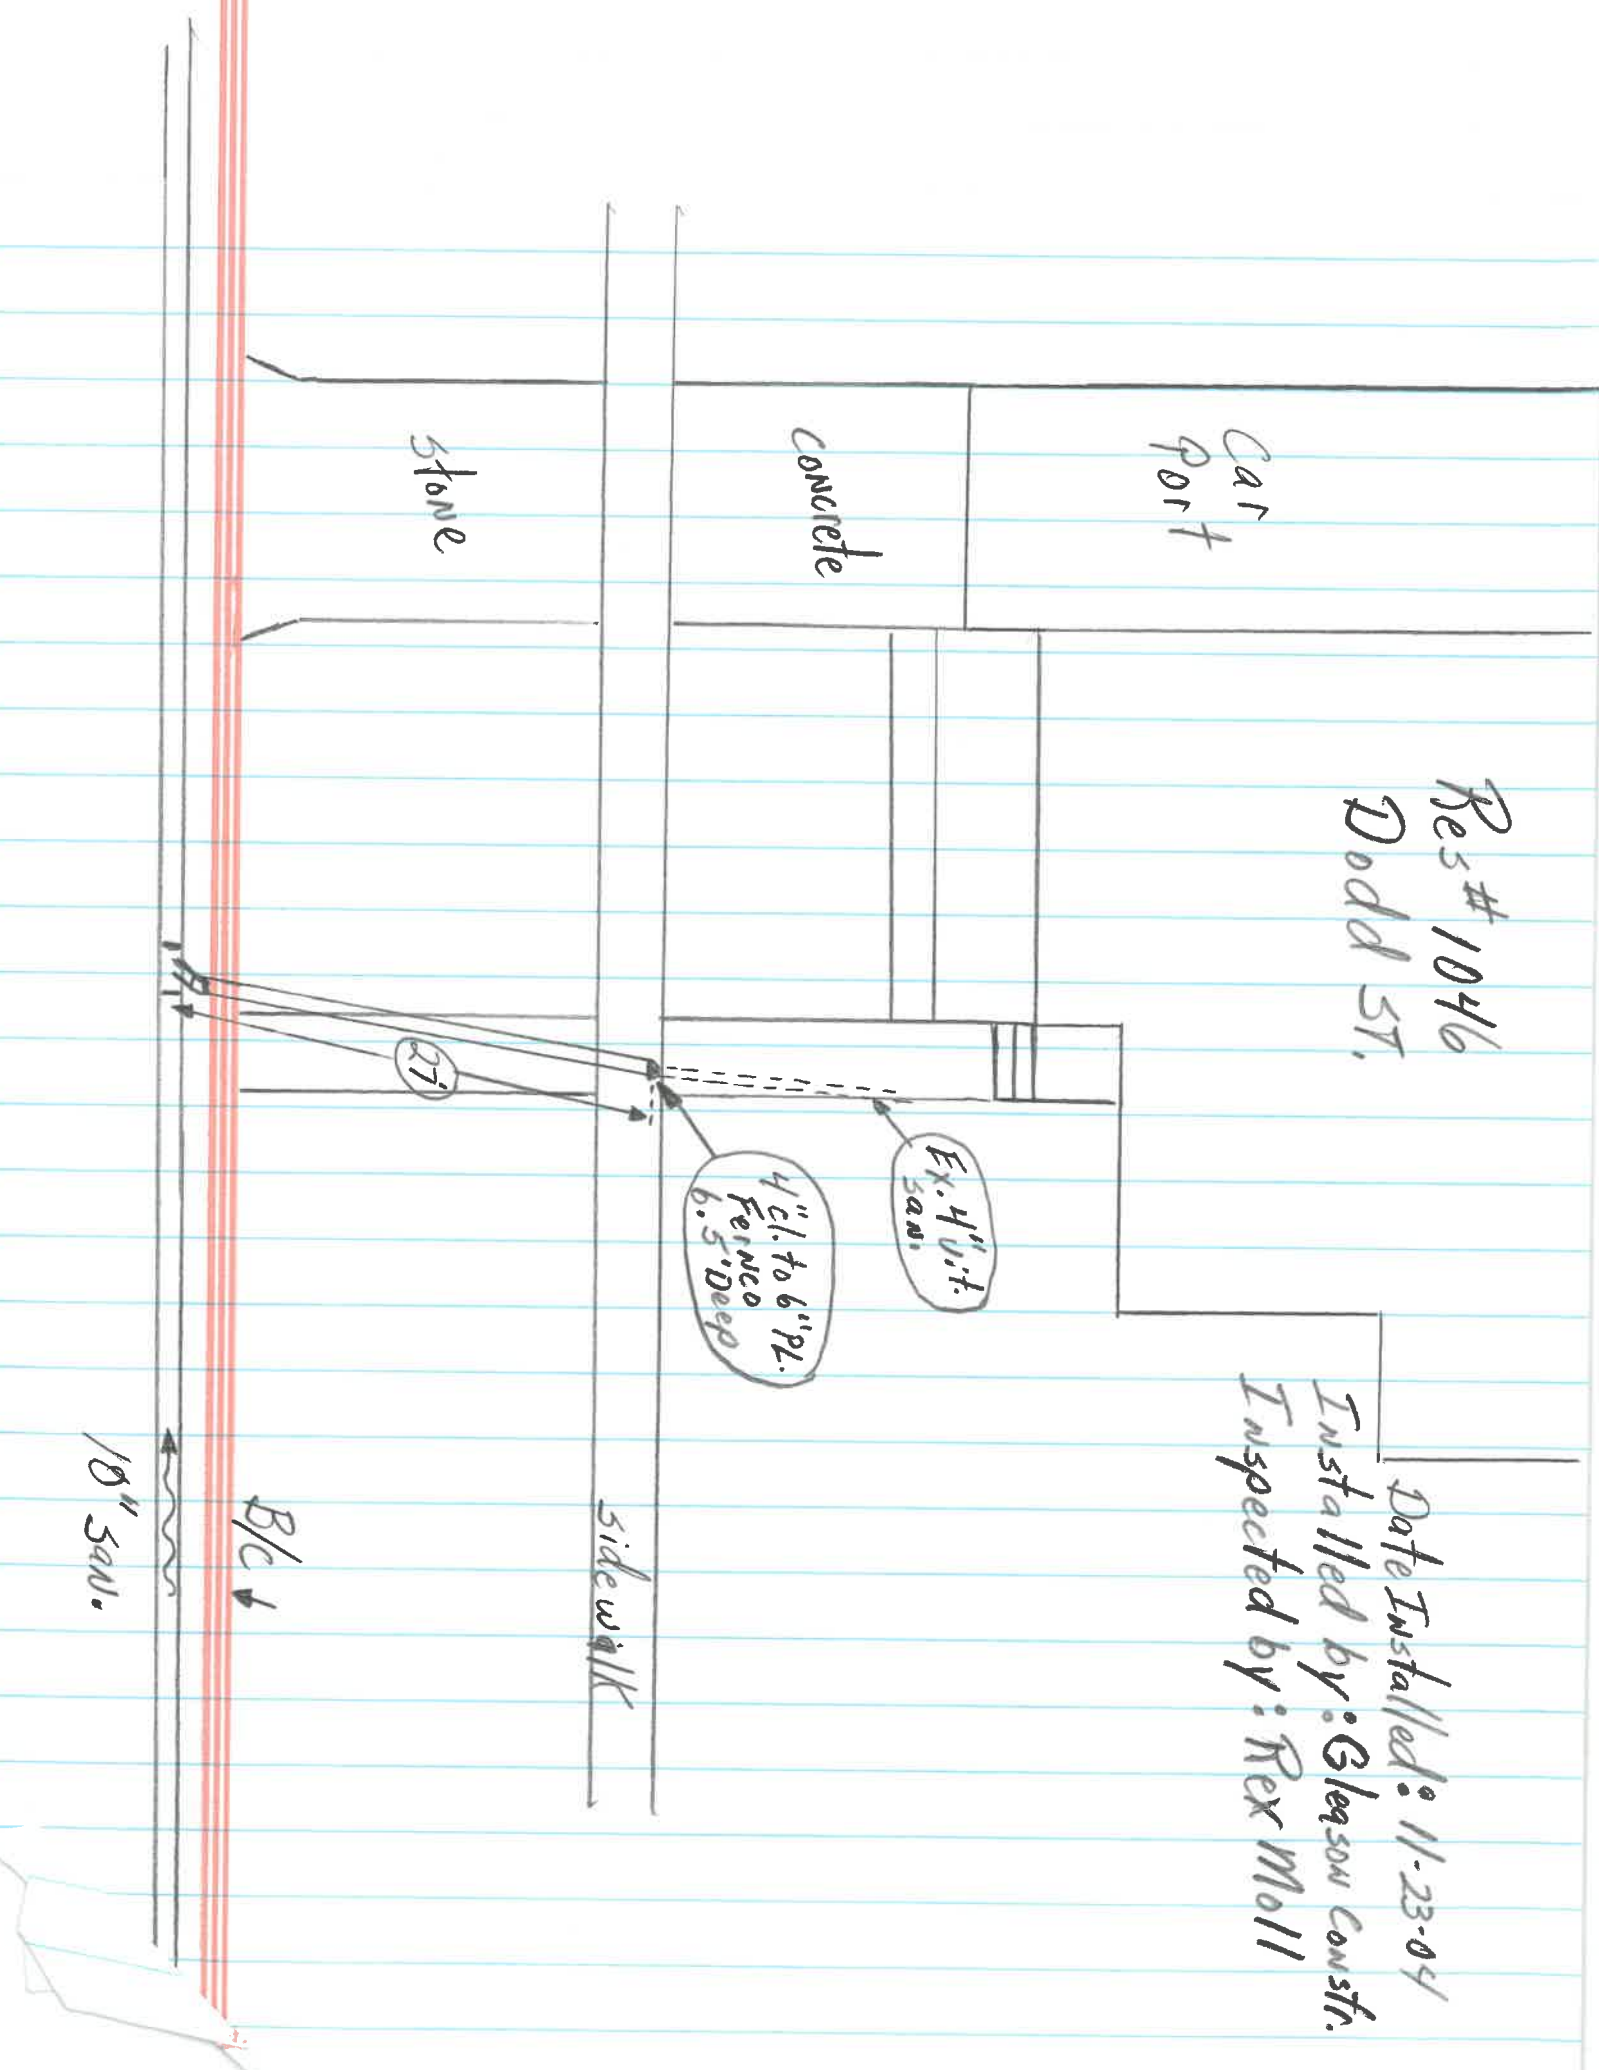 Res# 1046
Dodd ST.
Date Installed: 11-23-04
Installed by: Gleason Constr.
Inspected by: Rex Moll
Car
Port
concrete
stone
Ex. 4" Vit.
san.
4" cl. to 6" PL.
Fernco
6.5' Deep
27'
sidewalk
B/C
10" san.